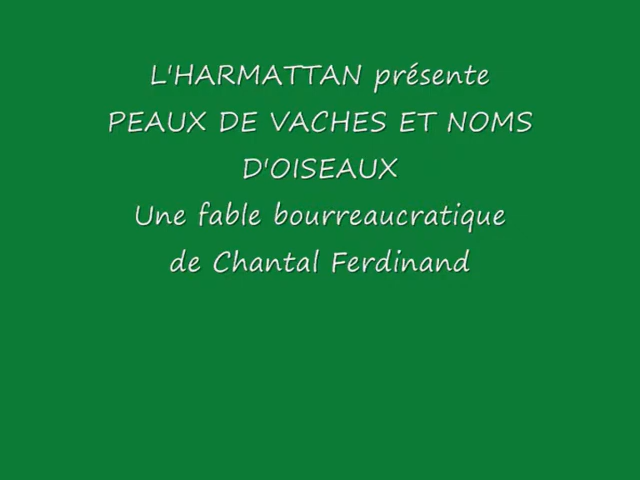 L'HARMATTAN présente
PEAUX DE VACHES ET NOMS
D'OISEAUX
Une fable bourreaucratique
de Chantal Ferdinand